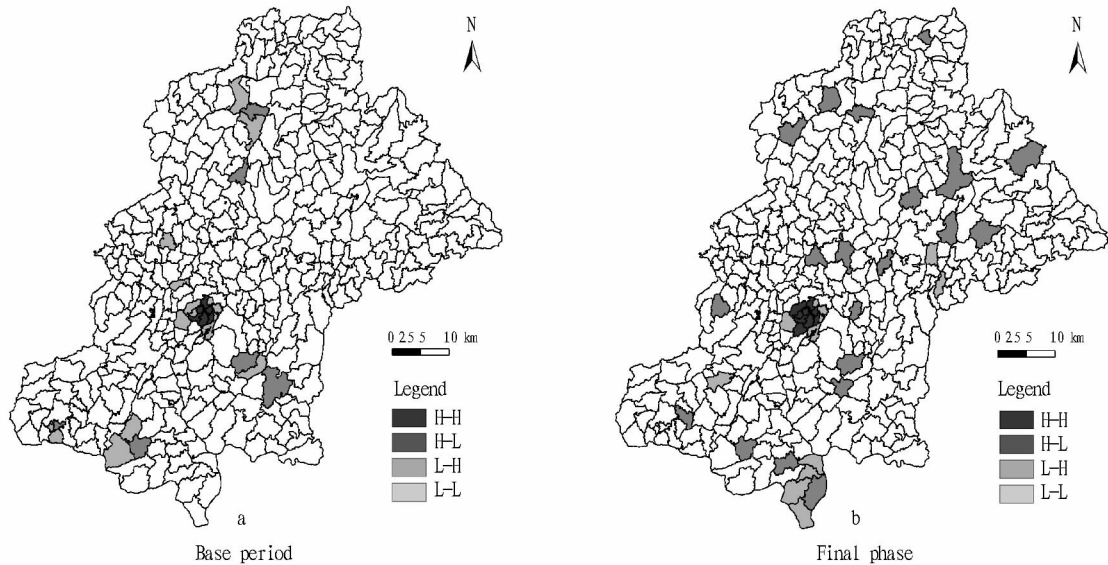 N
0 2.5 5 10 km
Legend
H-H
H-L
L-H
L-L
a
Base period
N
0 2.5 5 10 km
Legend
H-H
H-L
L-H
L-L
b
Final phase